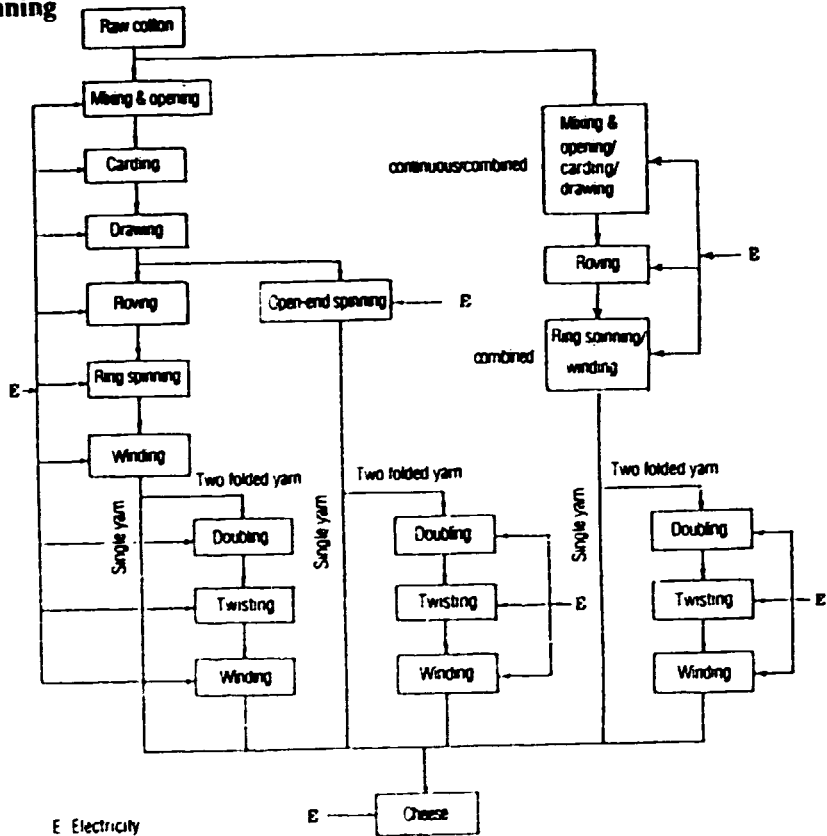 nning
Raw cotton
Mixing & opening
Carding
Drawing
Roving
Ring spinning
Winding
E
Open-end spinning
E
continuous/combined
Mixing &
opening/
carding/
drawing
Roving
combined
Ring spinning/
winding
E
Single yarn
Two folded yarn
Doubling
Twisting
Winding
Single yarn
Two folded yarn
Doubling
Twisting
Winding
E
Single yarn
Two folded yarn
Doubling
Twisting
Winding
E
E
Cheese
E Electricity